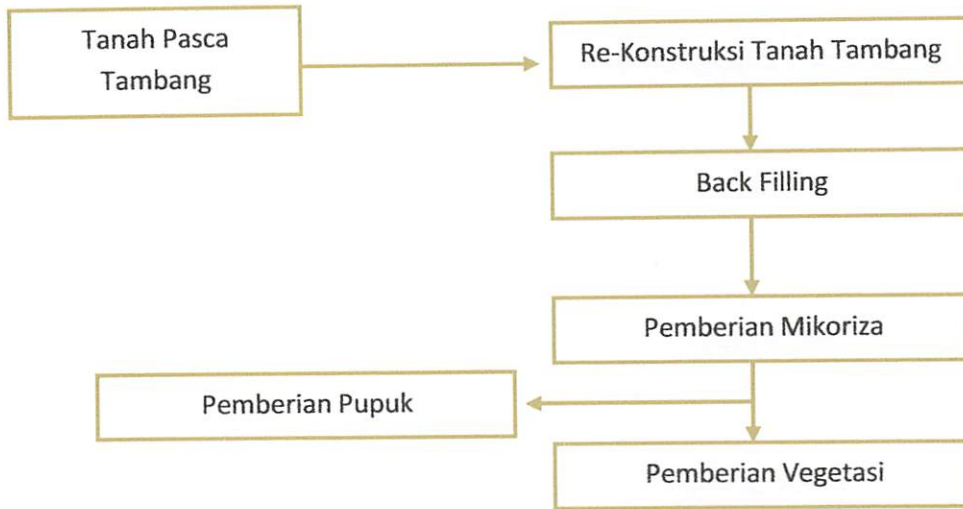 Tanah Pasca
Tambang
Re-Konstruksi Tanah Tambang
Back Filling
Pemberian Mikoriza
Pemberian Pupuk
Pemberian Vegetasi